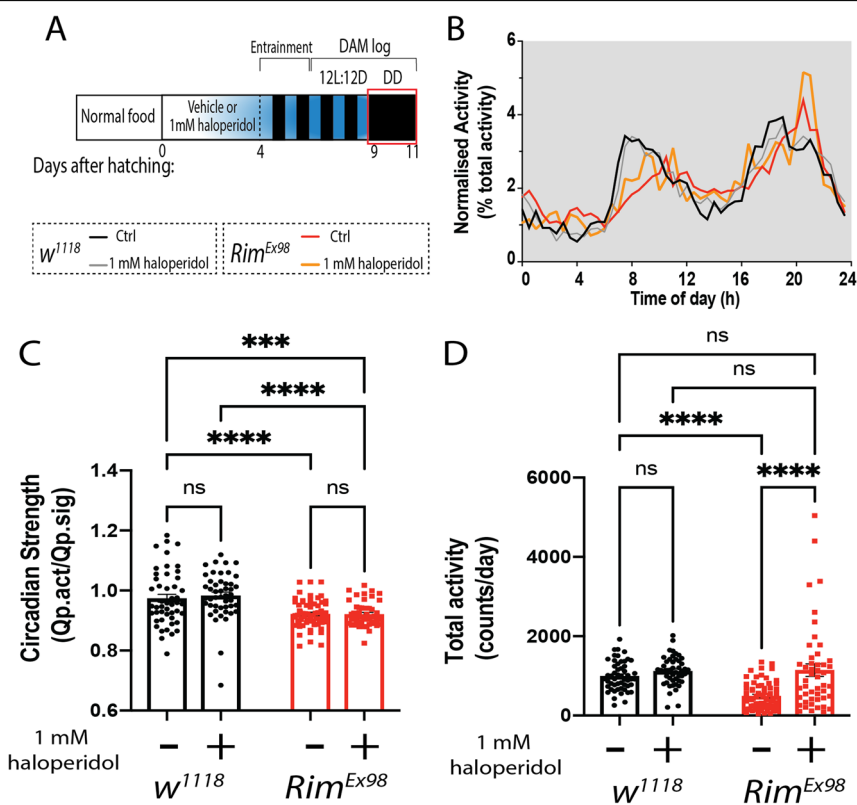 A
Entrainment
DAM log
12L:12D
DD
Normal food
Vehicle or
1mM haloperidol
0
4
9
11
Days after hatching:
w1118
Ctrl
1 mM haloperidol
RimEx98
Ctrl
1 mM haloperidol
B
Normalised Activity
(% total activity)
6
4
2
0
0
4
8
12
16
20
24
Time of day (h)
C
***
****
****
ns
ns
Circadian Strength
(Qp.act/Qp.sig)
1.4
1.2
1.0
0.8
0.6
1 mM
haloperidol
− + − +
w1118
RimEx98
D
ns
ns
****
ns
****
Total activity
(counts/day)
6000
4000
2000
0
1 mM
haloperidol
− + − +
w1118
RimEx98